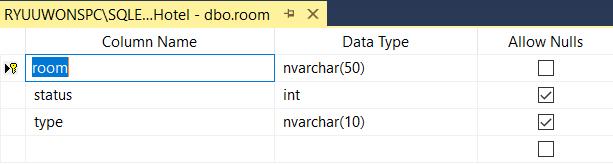 RYUUWONSPC\SQLE...Hotel - dbo.room
Column Name Data Type Allow Nulls
room nvarchar(50)
status int
type nvarchar(10)